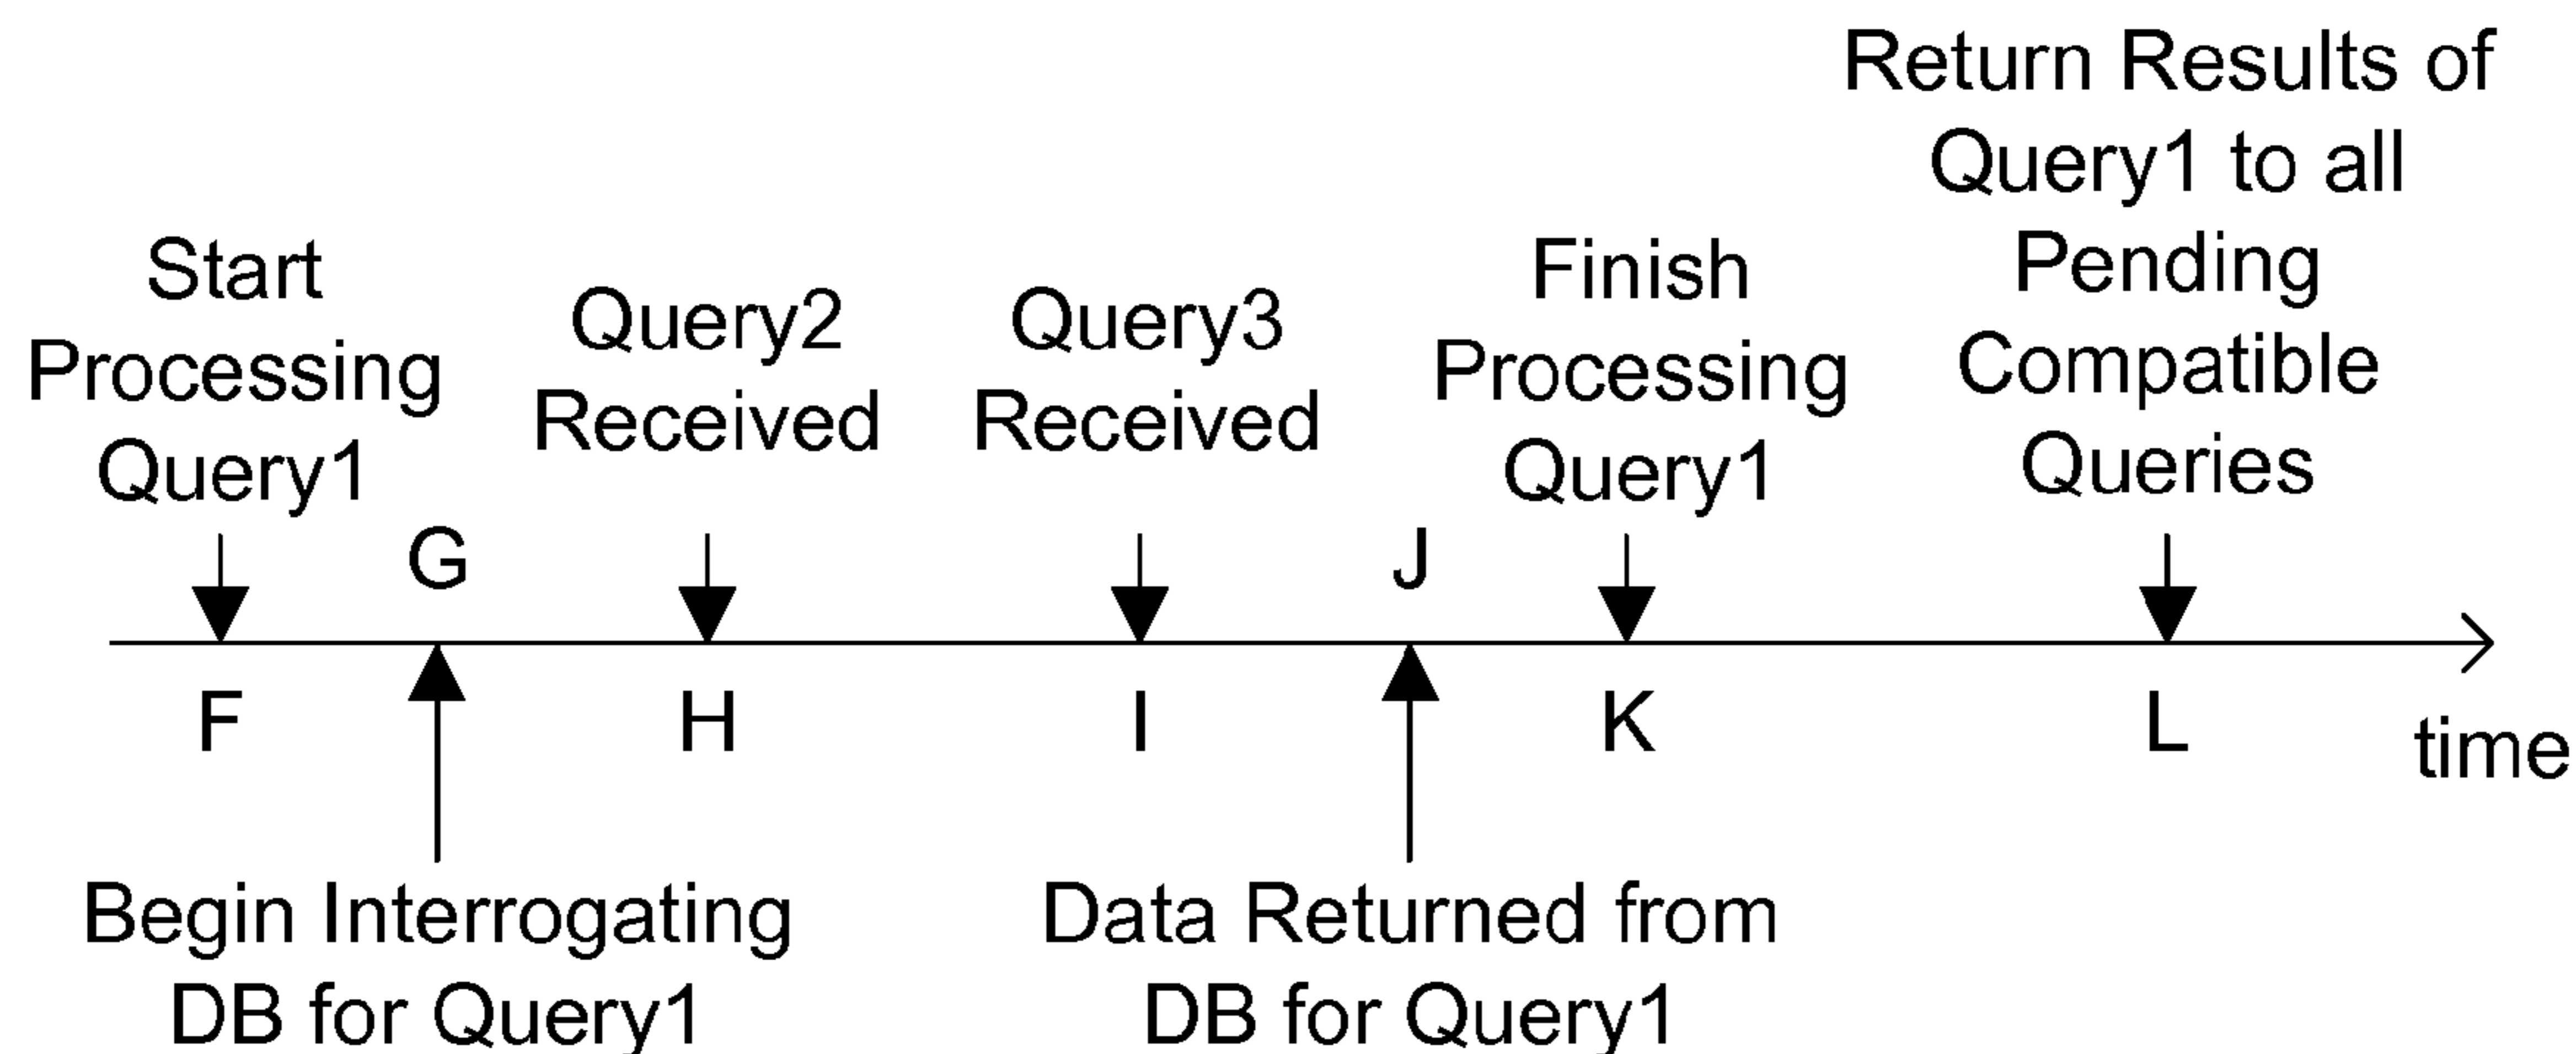 Start
Processing
Query1
F
G
Begin Interrogating
DB for Query1
Query2
Received
H
Query3
Received
I
J
Data Returned from
DB for Query1
Finish
Processing
Query1
K
Return Results of
Query1 to all
Pending
Compatible
Queries
L
time